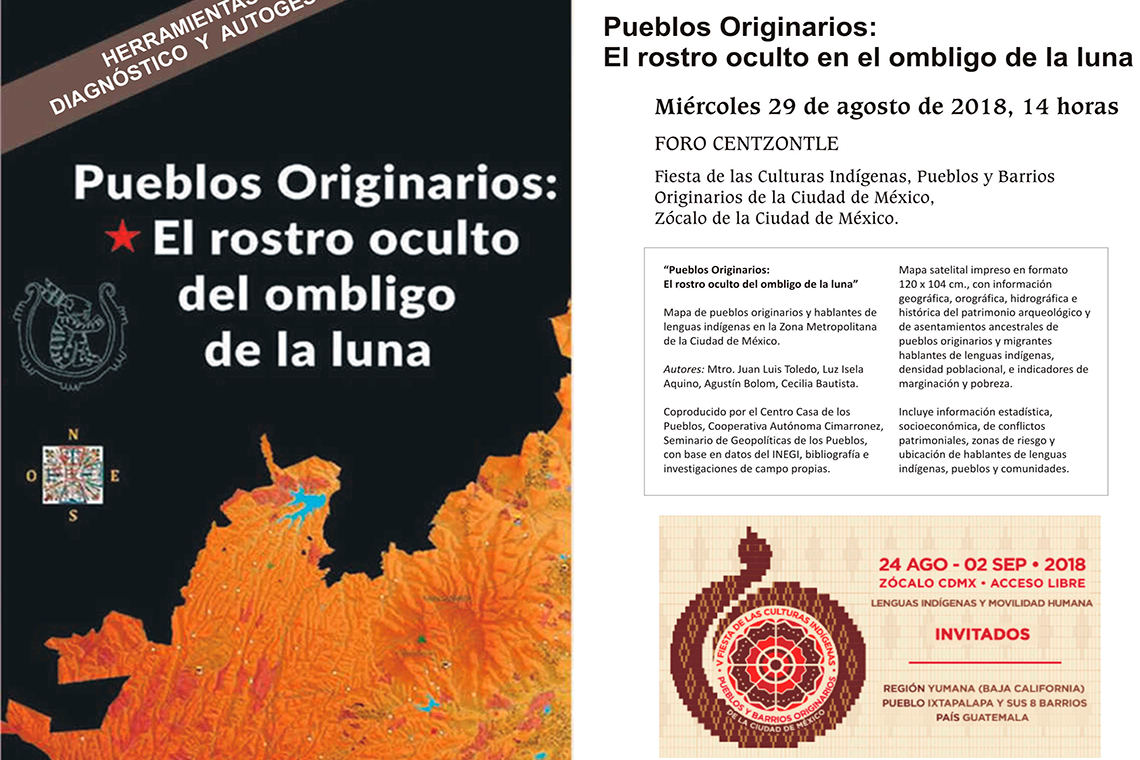 HERRAMIENTAS
DIAGNÓSTICO Y AUTOGES
Pueblos Originarios:
El rostro oculto
del ombligo
de la luna
N
O
E
S
Pueblos Originarios:
El rostro oculto en el ombligo de la luna
Miércoles 29 de agosto de 2018, 14 horas
FORO CENTZONTLE
Fiesta de las Culturas Indígenas, Pueblos y Barrios
Originarios de la Ciudad de México,
Zócalo de la Ciudad de México.
“Pueblos Originarios:
El rostro oculto del ombligo de la luna”
Mapa de pueblos originarios y hablantes de
lenguas indígenas en la Zona Metropolitana
de la Ciudad de México.
Autores: Mtro. Juan Luis Toledo, Luz Isela
Aquino, Agustín Bolom, Cecilia Bautista.
Coproducido por el Centro Casa de los
Pueblos, Cooperativa Autónoma Cimarronez,
Seminario de Geopolíticas de los Pueblos,
con base en datos del INEGI, bibliografía e
investigaciones de campo propias.
Mapa satelital impreso en formato
120 x 104 cm., con información
geográfica, orográfica, hidrográfica e
histórica del patrimonio arqueológico y
de asentamientos ancestrales de
pueblos originarios y migrantes
hablantes de lenguas indígenas,
densidad poblacional, e indicadores de
marginación y pobreza.
Incluye información estadística,
socioeconómica, de conflictos
patrimoniales, zonas de riesgo y
ubicación de hablantes de lenguas
indígenas, pueblos y comunidades.
• V FIESTA DE LAS CULTURAS INDÍGENAS •
PUEBLOS Y BARRIOS ORIGINARIOS
DE LA CIUDAD DE MÉXICO
24 AGO - 02 SEP • 2018
ZÓCALO CDMX • ACCESO LIBRE
LENGUAS INDÍGENAS Y MOVILIDAD HUMANA
INVITADOS
REGIÓN YUMANA (BAJA CALIFORNIA)
PUEBLO IXTAPALAPA Y SUS 8 BARRIOS
PAÍS GUATEMALA